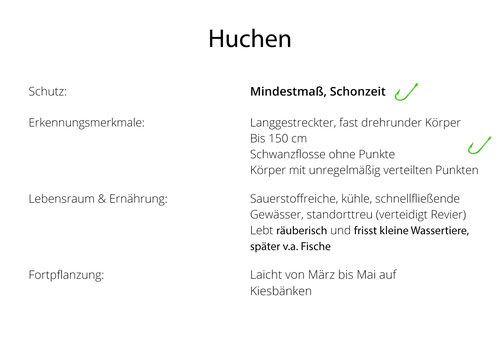 Huchen
Schutz: Mindestmaß, Schonzeit
Erkennungsmerkmale: Langgestreckter, fast drehrunder Körper
Bis 150 cm
Schwanzflosse ohne Punkte
Körper mit unregelmäßig verteilten Punkten
Lebensraum & Ernährung: Sauerstoffreiche, kühle, schnellfließende
Gewässer, standorttreu (verteidigt Revier)
Lebt räuberisch und frisst kleine Wassertiere,
später v.a. Fische
Fortpflanzung: Laicht von März bis Mai auf
Kiesbänken